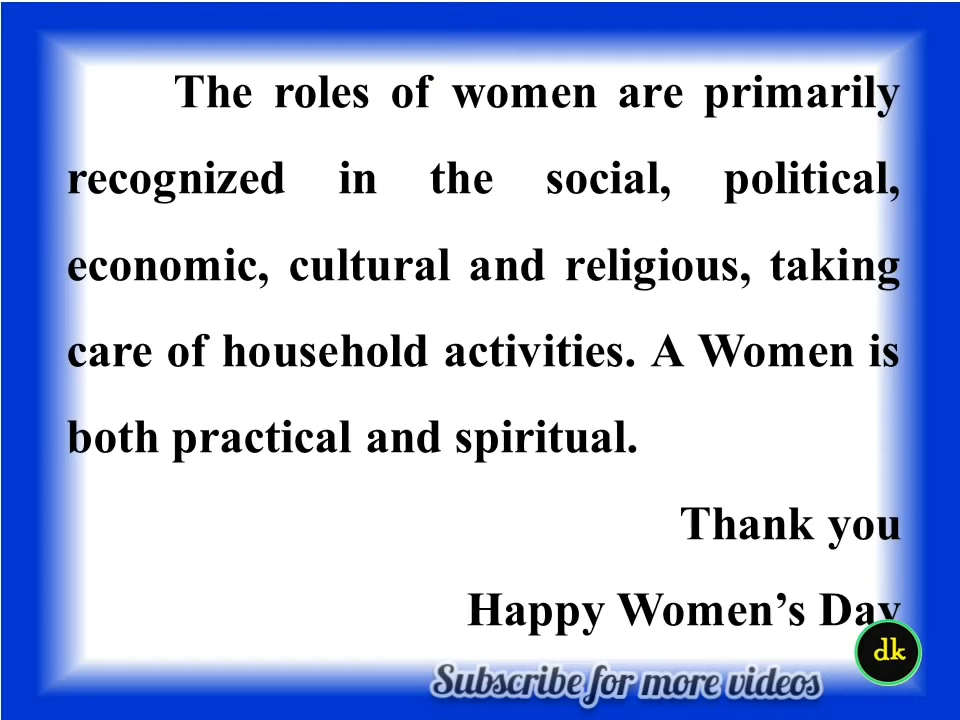 The roles of women are primarily
recognized in the social, political,
economic, cultural and religious, taking
care of household activities. A Women is
both practical and spiritual.
Thank you
Happy Women’s Day
dk
Subscribe for more videos